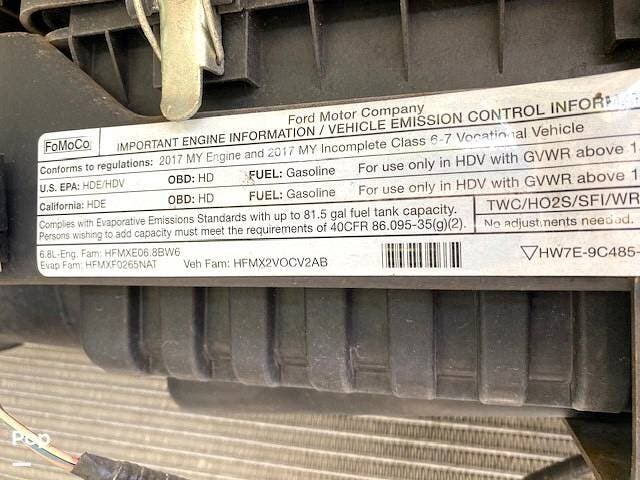 Ford Motor Company
FoMoCo
IMPORTANT ENGINE INFORMATION / VEHICLE EMISSION CONTROL
Conforms to regulations: 2017 MY Engine and 2017 MY Incomplete Class 6-7 Vocational Vehicle
U.S. EPA: HDE/HDV OBD: HD FUEL: Gasoline For use only in HDV with GVWR above
California: HDE OBD: HD FUEL: Gasoline For use only in HDV with GVWR above
Complies with Evaporative Emissions Standards with up to 81.5 gal fuel tank capacity.
Persons wishing to add capacity must meet the requirements of 40CFR 86.095-35(g)(2).
TWC/HO2S/SFI/WR
No adjustments needed.
6.8L-Eng. Fam: HFMXE06.8BW6
Evap Fam: HFMXF0265NAT Veh Fam: HFMX2VOCV2AB
HW7E-9C485-
Pop